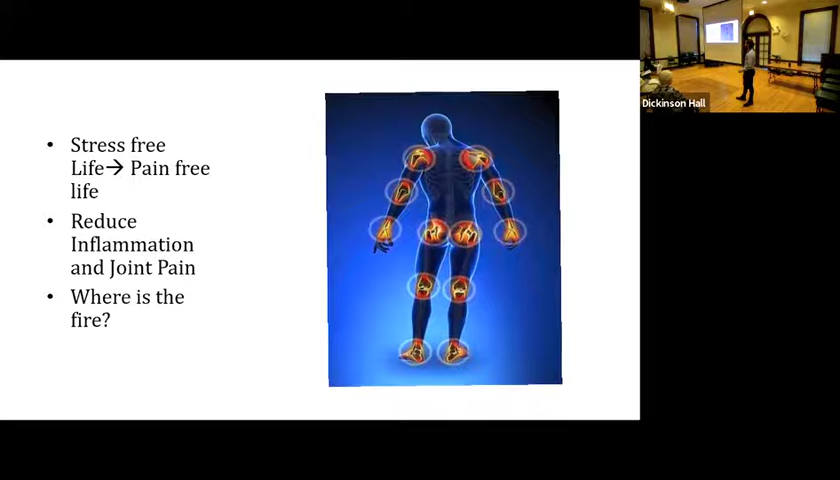 • Stress free
Life→ Pain free
life
• Reduce
Inflammation
and Joint Pain
• Where is the
fire?
Dickinson Hall